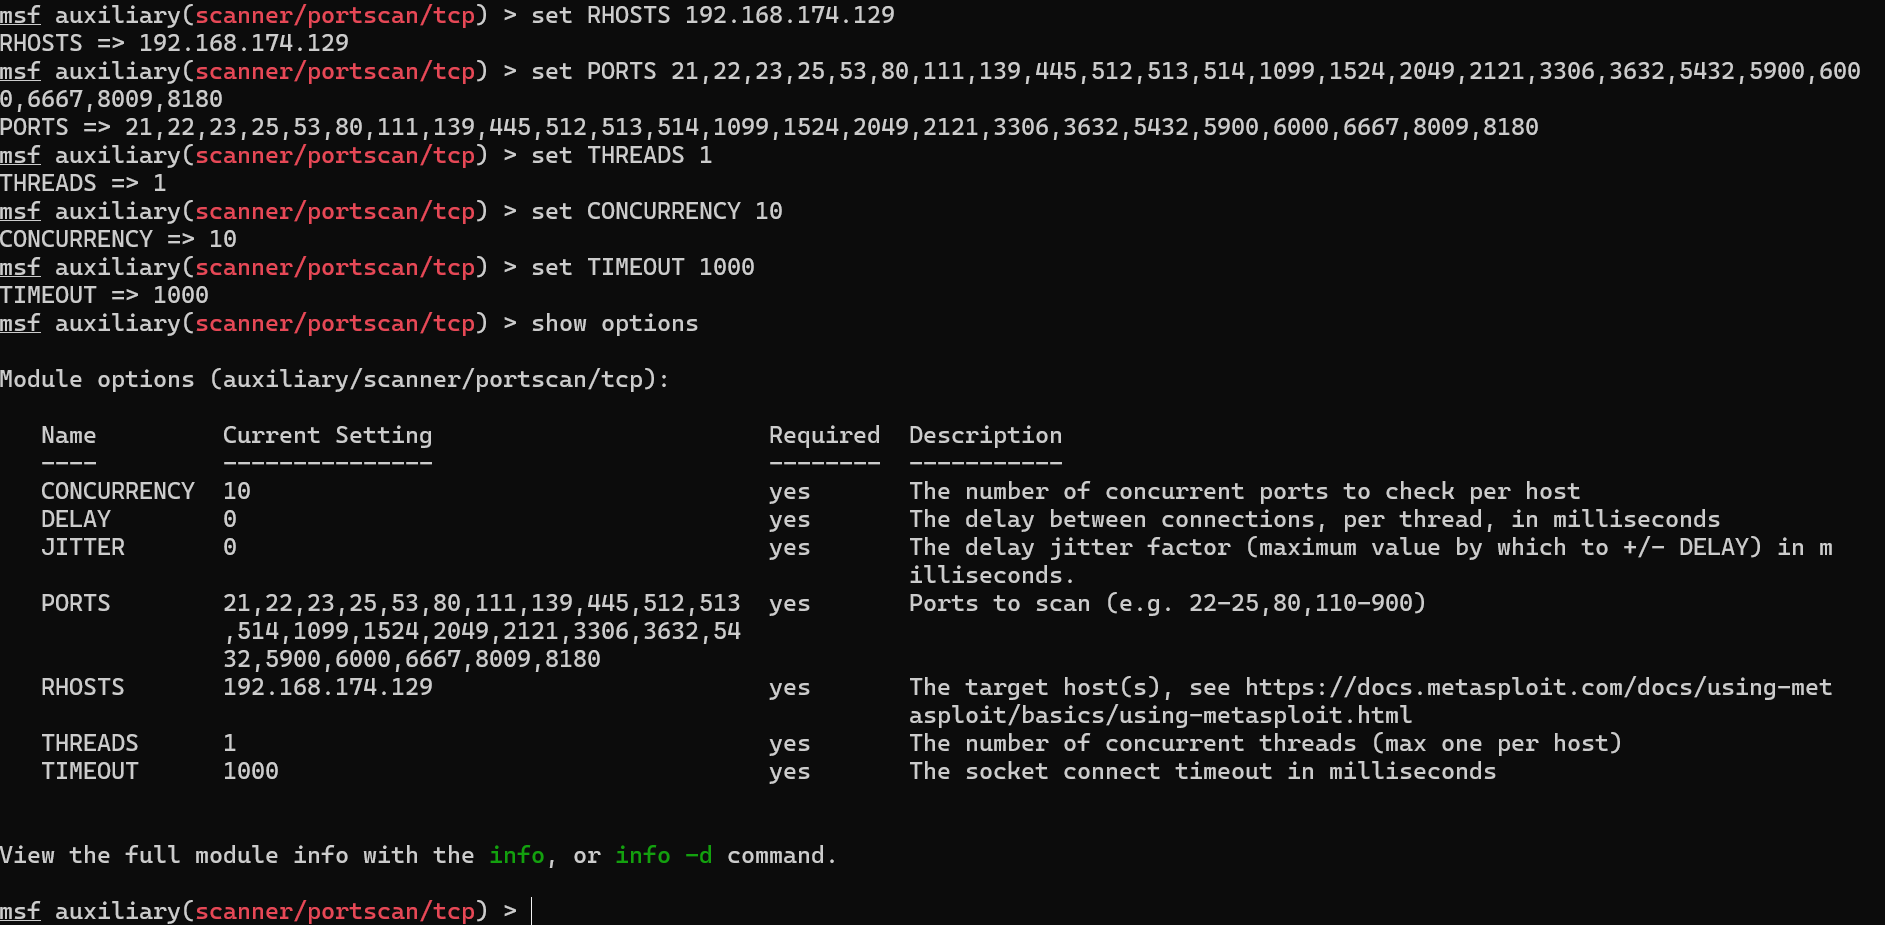 msf auxiliary(scanner/portscan/tcp) > set RHOSTS 192.168.174.129
RHOSTS => 192.168.174.129
msf auxiliary(scanner/portscan/tcp) > set PORTS 21,22,23,25,53,80,111,139,445,512,513,514,1099,1524,2049,2121,3306,3632,5432,5900,600
0,6667,8009,8180
PORTS => 21,22,23,25,53,80,111,139,445,512,513,514,1099,1524,2049,2121,3306,3632,5432,5900,6000,6667,8009,8180
msf auxiliary(scanner/portscan/tcp) > set THREADS 1
THREADS => 1
msf auxiliary(scanner/portscan/tcp) > set CONCURRENCY 10
CONCURRENCY => 10
msf auxiliary(scanner/portscan/tcp) > set TIMEOUT 1000
TIMEOUT => 1000
msf auxiliary(scanner/portscan/tcp) > show options

Module options (auxiliary/scanner/portscan/tcp):

   Name         Current Setting                        Required  Description
   ----         ---------------                        --------  -----------
   CONCURRENCY  10                                     yes       The number of concurrent ports to check per host
   DELAY        0                                      yes       The delay between connections, per thread, in milliseconds
   JITTER       0                                      yes       The delay jitter factor (maximum value by which to +/- DELAY) in m
                                                                 illiseconds.
   PORTS        21,22,23,25,53,80,111,139,445,512,513  yes       Ports to scan (e.g. 22-25,80,110-900)
                ,514,1099,1524,2049,2121,3306,3632,54
                32,5900,6000,6667,8009,8180
   RHOSTS       192.168.174.129                        yes       The target host(s), see https://docs.metasploit.com/docs/using-met
                                                                 asploit/basics/using-metasploit.html
   THREADS      1                                      yes       The number of concurrent threads (max one per host)
   TIMEOUT      1000                                   yes       The socket connect timeout in milliseconds


View the full module info with the info, or info -d command.

msf auxiliary(scanner/portscan/tcp) >